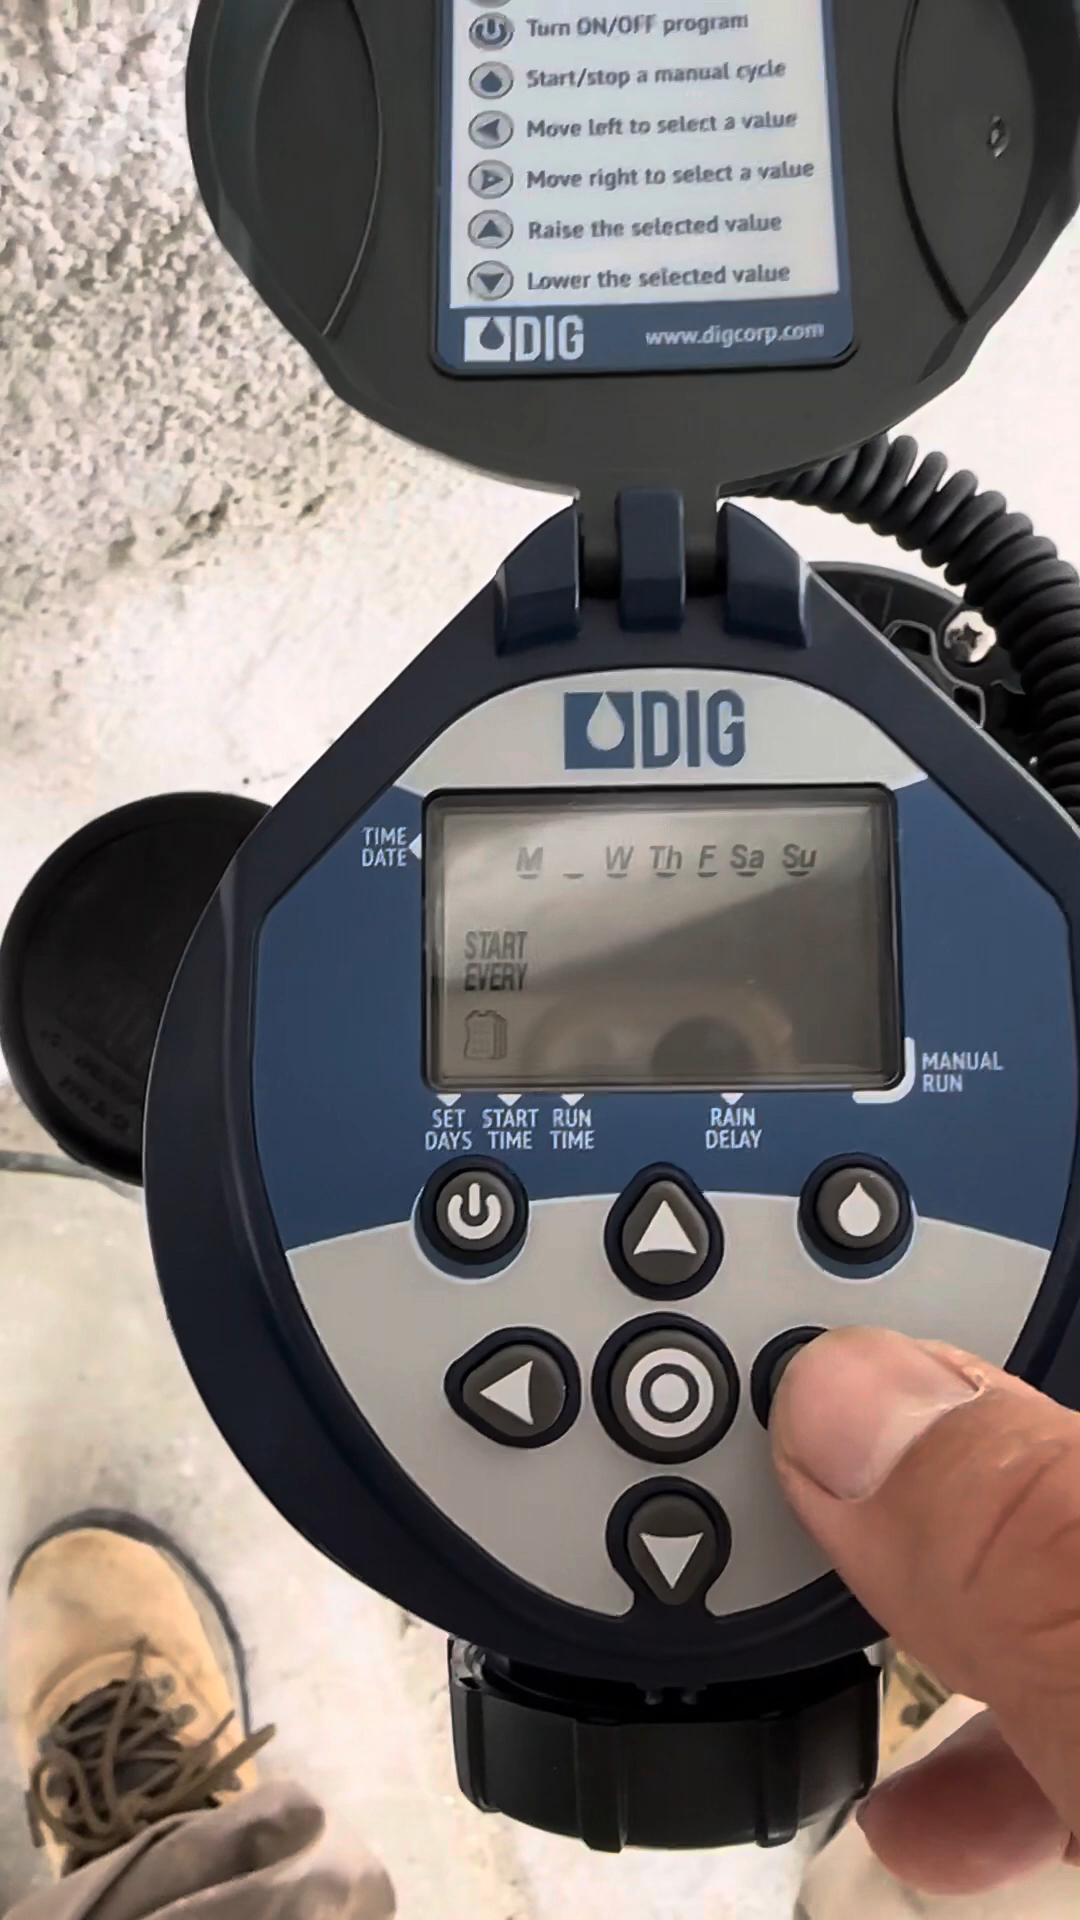 Turn ON/OFF program
Start/stop a manual cycle
Move left to select a value
Move right to select a value
Raise the selected value
Lower the selected value
DIG www.digcorp.com
DIG
TIME
DATE
M _ W Th F Sa Su
START
EVERY
MANUAL
RUN
SET DAYS
START TIME
RUN TIME
RAIN DELAY